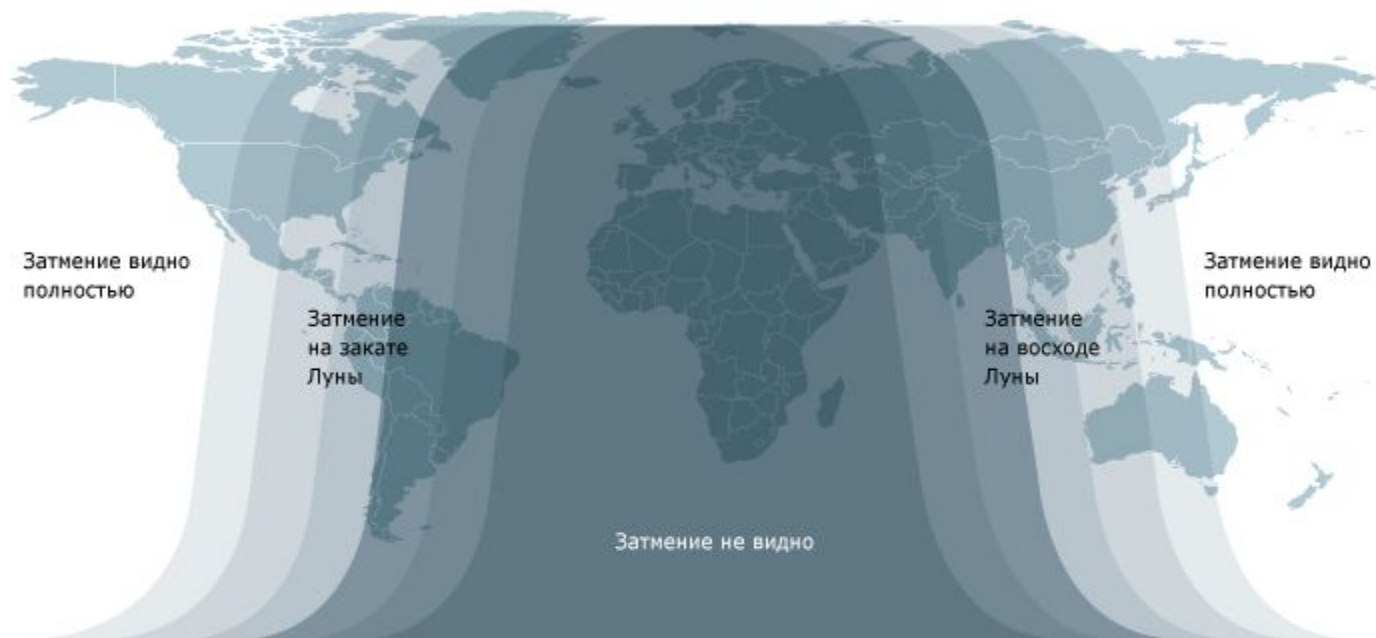 Затмение видно
полностью
Затмение
на закате
Луны
Затмение
на восходе
Луны
Затмение видно
полностью
Затмение не видно